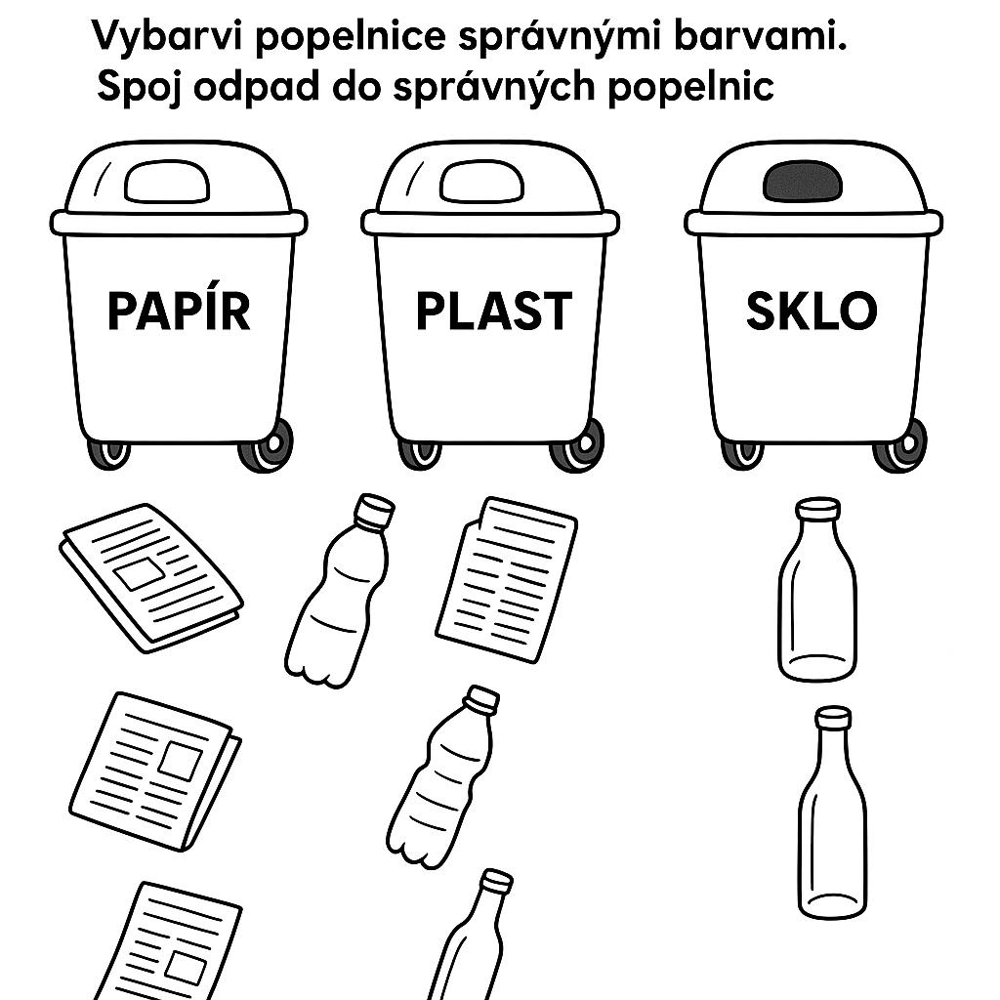 Vybarvi popelnice správnými barvami.
Spoj odpad do správných popelnic
PAPÍR
PLAST
SKLO